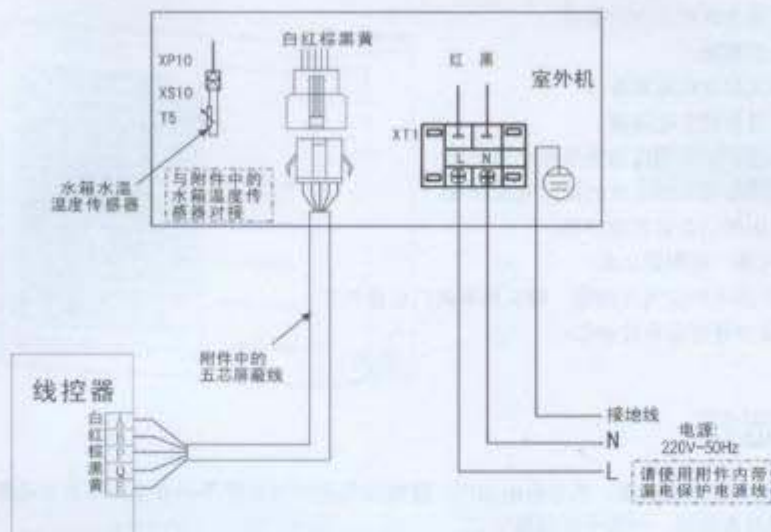 白红棕黑黄
XP10
XS10
T5
红 黑
室外机
XT1
L N
水箱水温
温度传感器
与附件中的
水箱温度传
感器对接
附件中的
五芯屏蔽线
线控器
白 A
红 B
棕 P
黑 Q
黄 E
接地线
N
L
电源:
220V-50Hz
请使用附件内带
漏电保护电源线